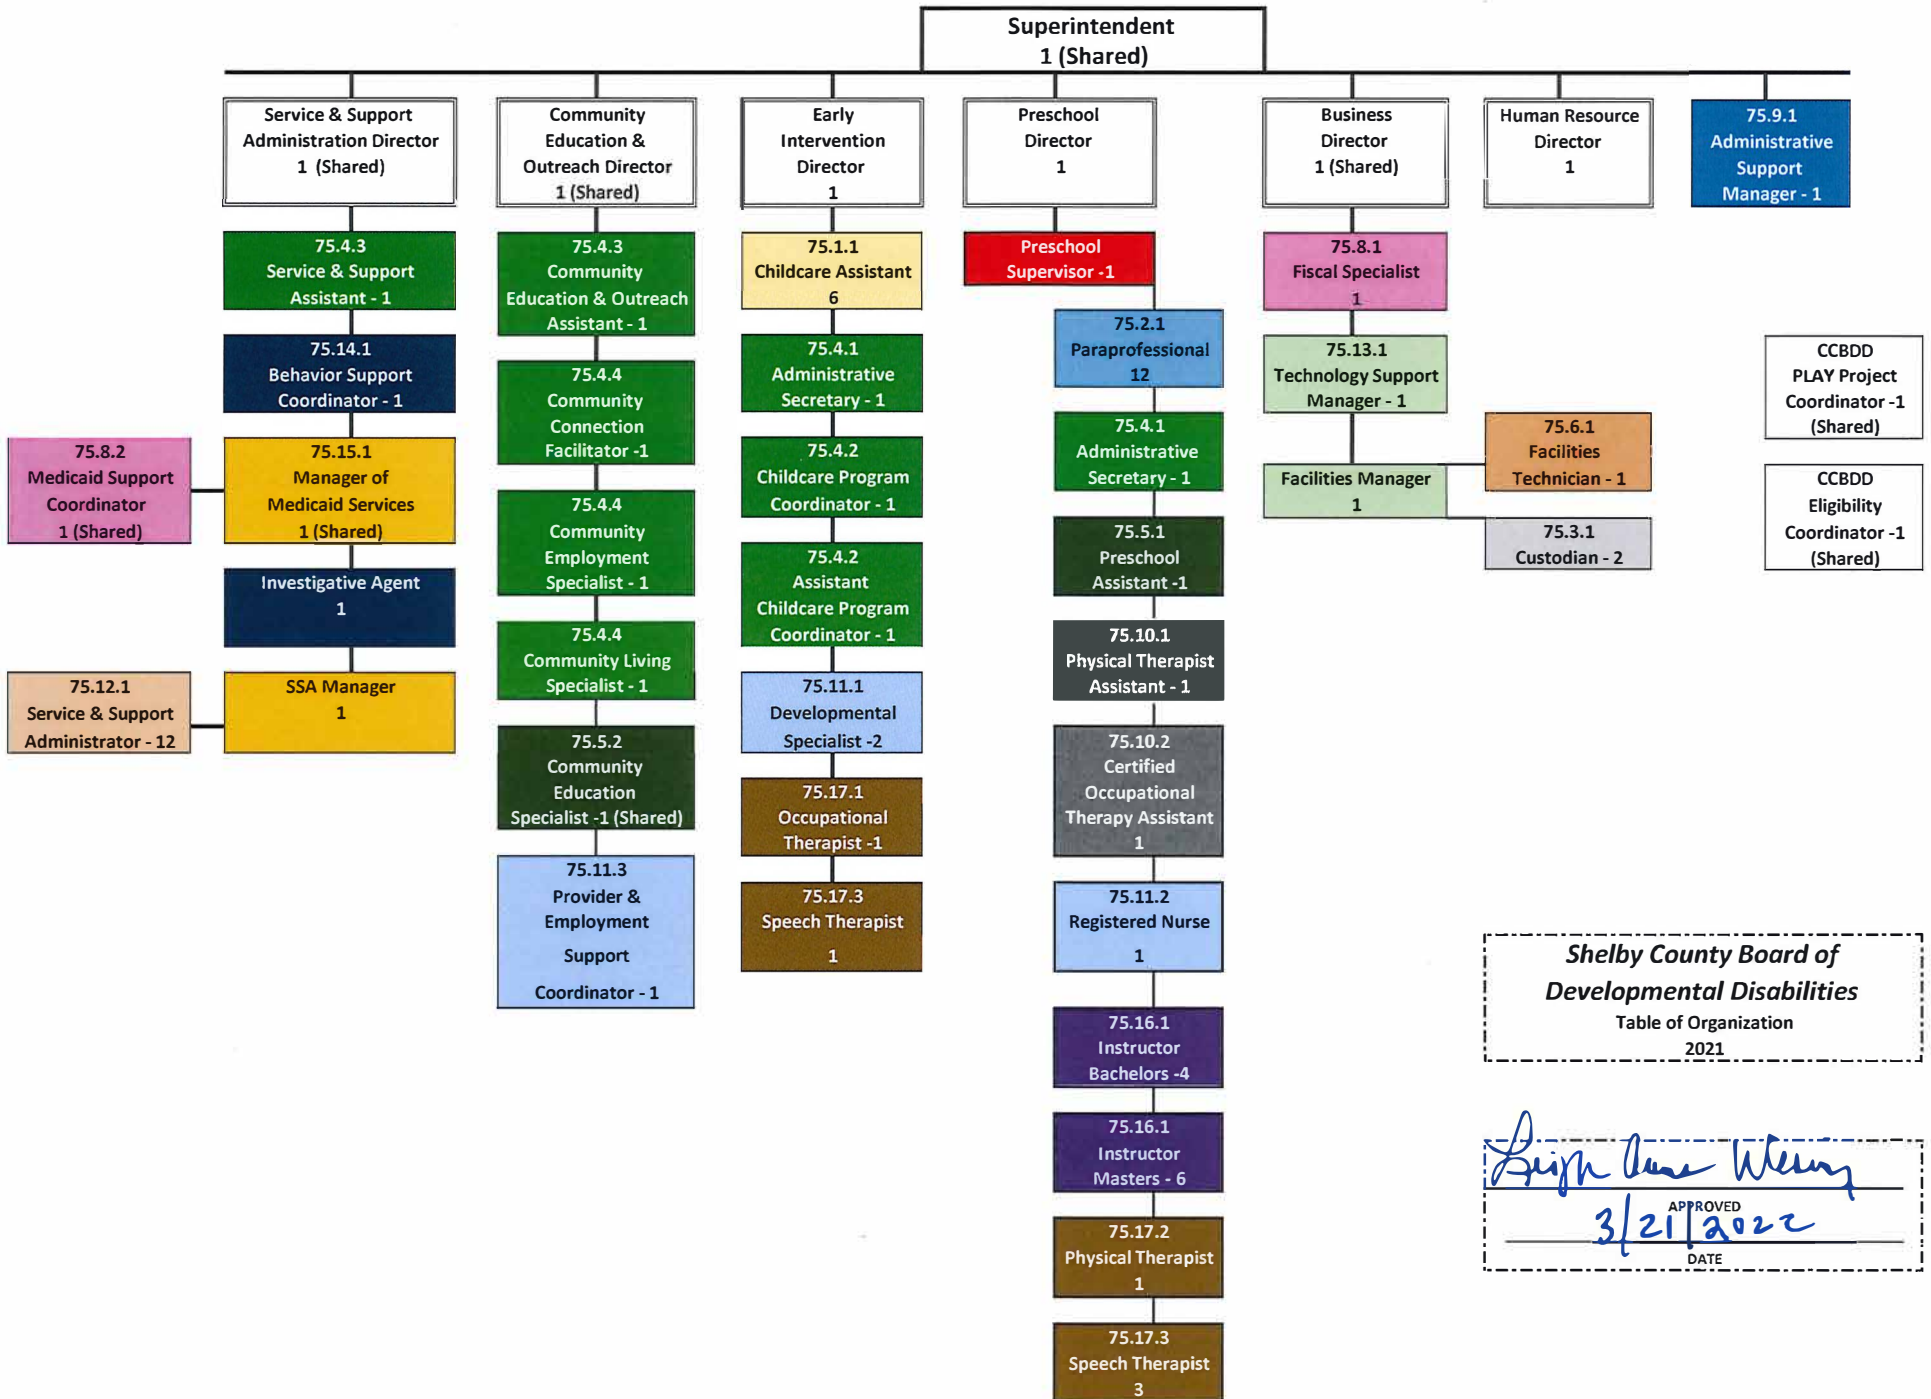 Superintendent
1 (Shared)
Service & Support
Administration Director
1 (Shared)
75.4.3
Service & Support
Assistant - 1
75.14.1
Behavior Support
Coordinator - 1
75.8.2
Medicaid Support
Coordinator
1 (Shared)
75.15.1
Manager of
Medicaid Services
1 (Shared)
Investigative Agent
1
75.12.1
Service & Support
Administrator - 12
SSA Manager
1
Community
Education &
Outreach Director
1 (Shared)
75.4.3
Community
Education & Outreach
Assistant - 1
75.4.4
Community
Connection
Facilitator -1
75.4.4
Community
Employment
Specialist - 1
75.4.4
Community Living
Specialist - 1
75.5.2
Community
Education
Specialist -1 (Shared)
75.11.3
Provider &
Employment
Support
Coordinator - 1
Early
Intervention
Director
1
75.1.1
Childcare Assistant
6
75.4.1
Administrative
Secretary - 1
75.4.2
Childcare Program
Coordinator - 1
75.4.2
Assistant
Childcare Program
Coordinator - 1
75.11.1
Developmental
Specialist -2
75.17.1
Occupational
Therapist -1
75.17.3
Speech Therapist
1
Preschool
Director
1
Preschool
Supervisor -1
75.2.1
Paraprofessional
12
75.4.1
Administrative
Secretary - 1
75.5.1
Preschool
Assistant -1
75.10.1
Physical Therapist
Assistant - 1
75.10.2
Certified
Occupational
Therapy Assistant
1
75.11.2
Registered Nurse
1
75.16.1
Instructor
Bachelors -4
75.16.1
Instructor
Masters - 6
75.17.2
Physical Therapist
1
75.17.3
Speech Therapist
3
Business
Director
1 (Shared)
75.8.1
Fiscal Specialist
1
75.13.1
Technology Support
Manager - 1
Facilities Manager
1
75.6.1
Facilities
Technician - 1
75.3.1
Custodian - 2
Human Resource
Director
1
75.9.1
Administrative
Support
Manager - 1
CCBDD
PLAY Project
Coordinator -1
(Shared)
CCBDD
Eligibility
Coordinator -1
(Shared)
Shelby County Board of
Developmental Disabilities
Table of Organization
2021
Leigh Anne
APPROVED
3/21/2022
DATE